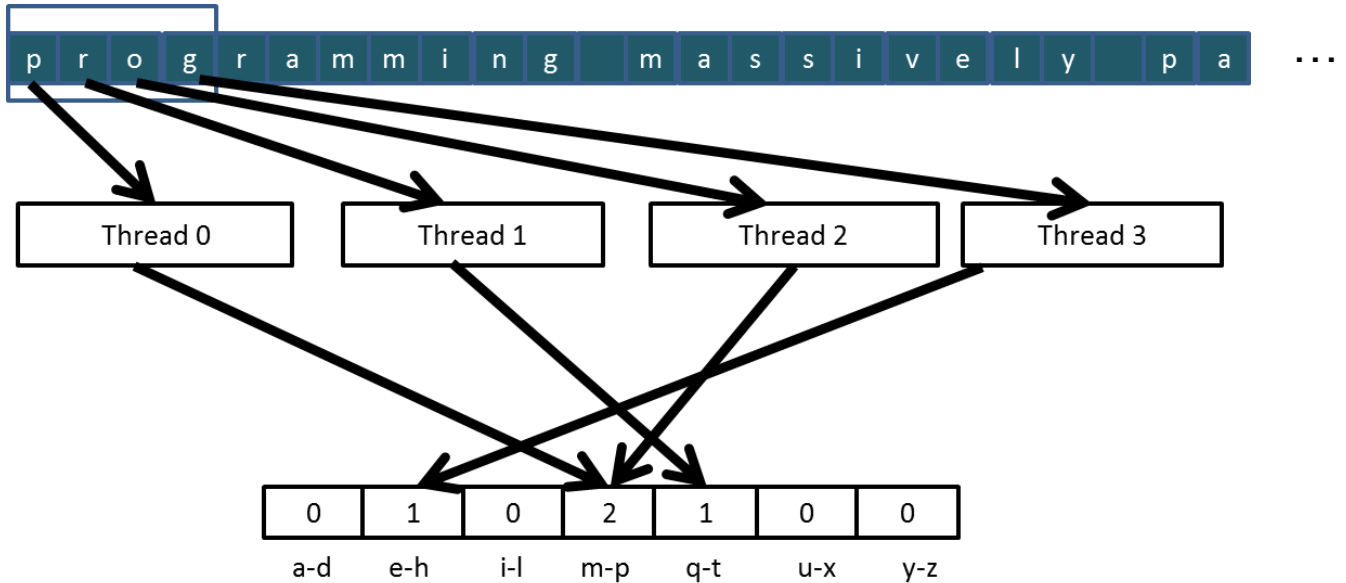 p r o g r a m m i n g m a s s i v e l y p a ...
Thread 0 Thread 1 Thread 2 Thread 3
0 1 0 2 1 0 0
a-d e-h i-l m-p q-t u-x y-z